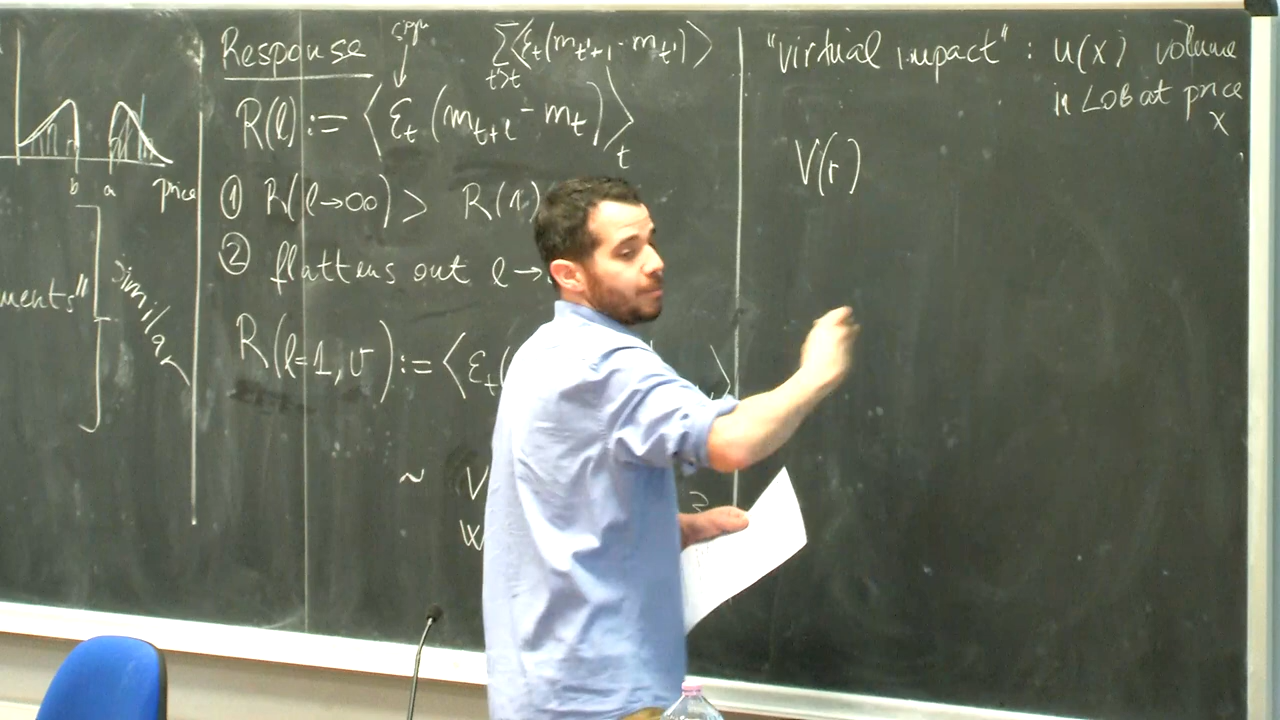 b a price
ments" Similar
Response sign
∑⟨ε_t(m_{t'+1} - m_{t'})⟩
t'>t
R(l) := ⟨ε_t(m_{t+l} - m_t)⟩_t
① R(l→∞) > R(1)
② flattens out l→
R(l=1, v) := ⟨ε_t( ⟩
~ V
W 2
"virtual impact" : u(x) volume
in LOB at price
x
V(r)